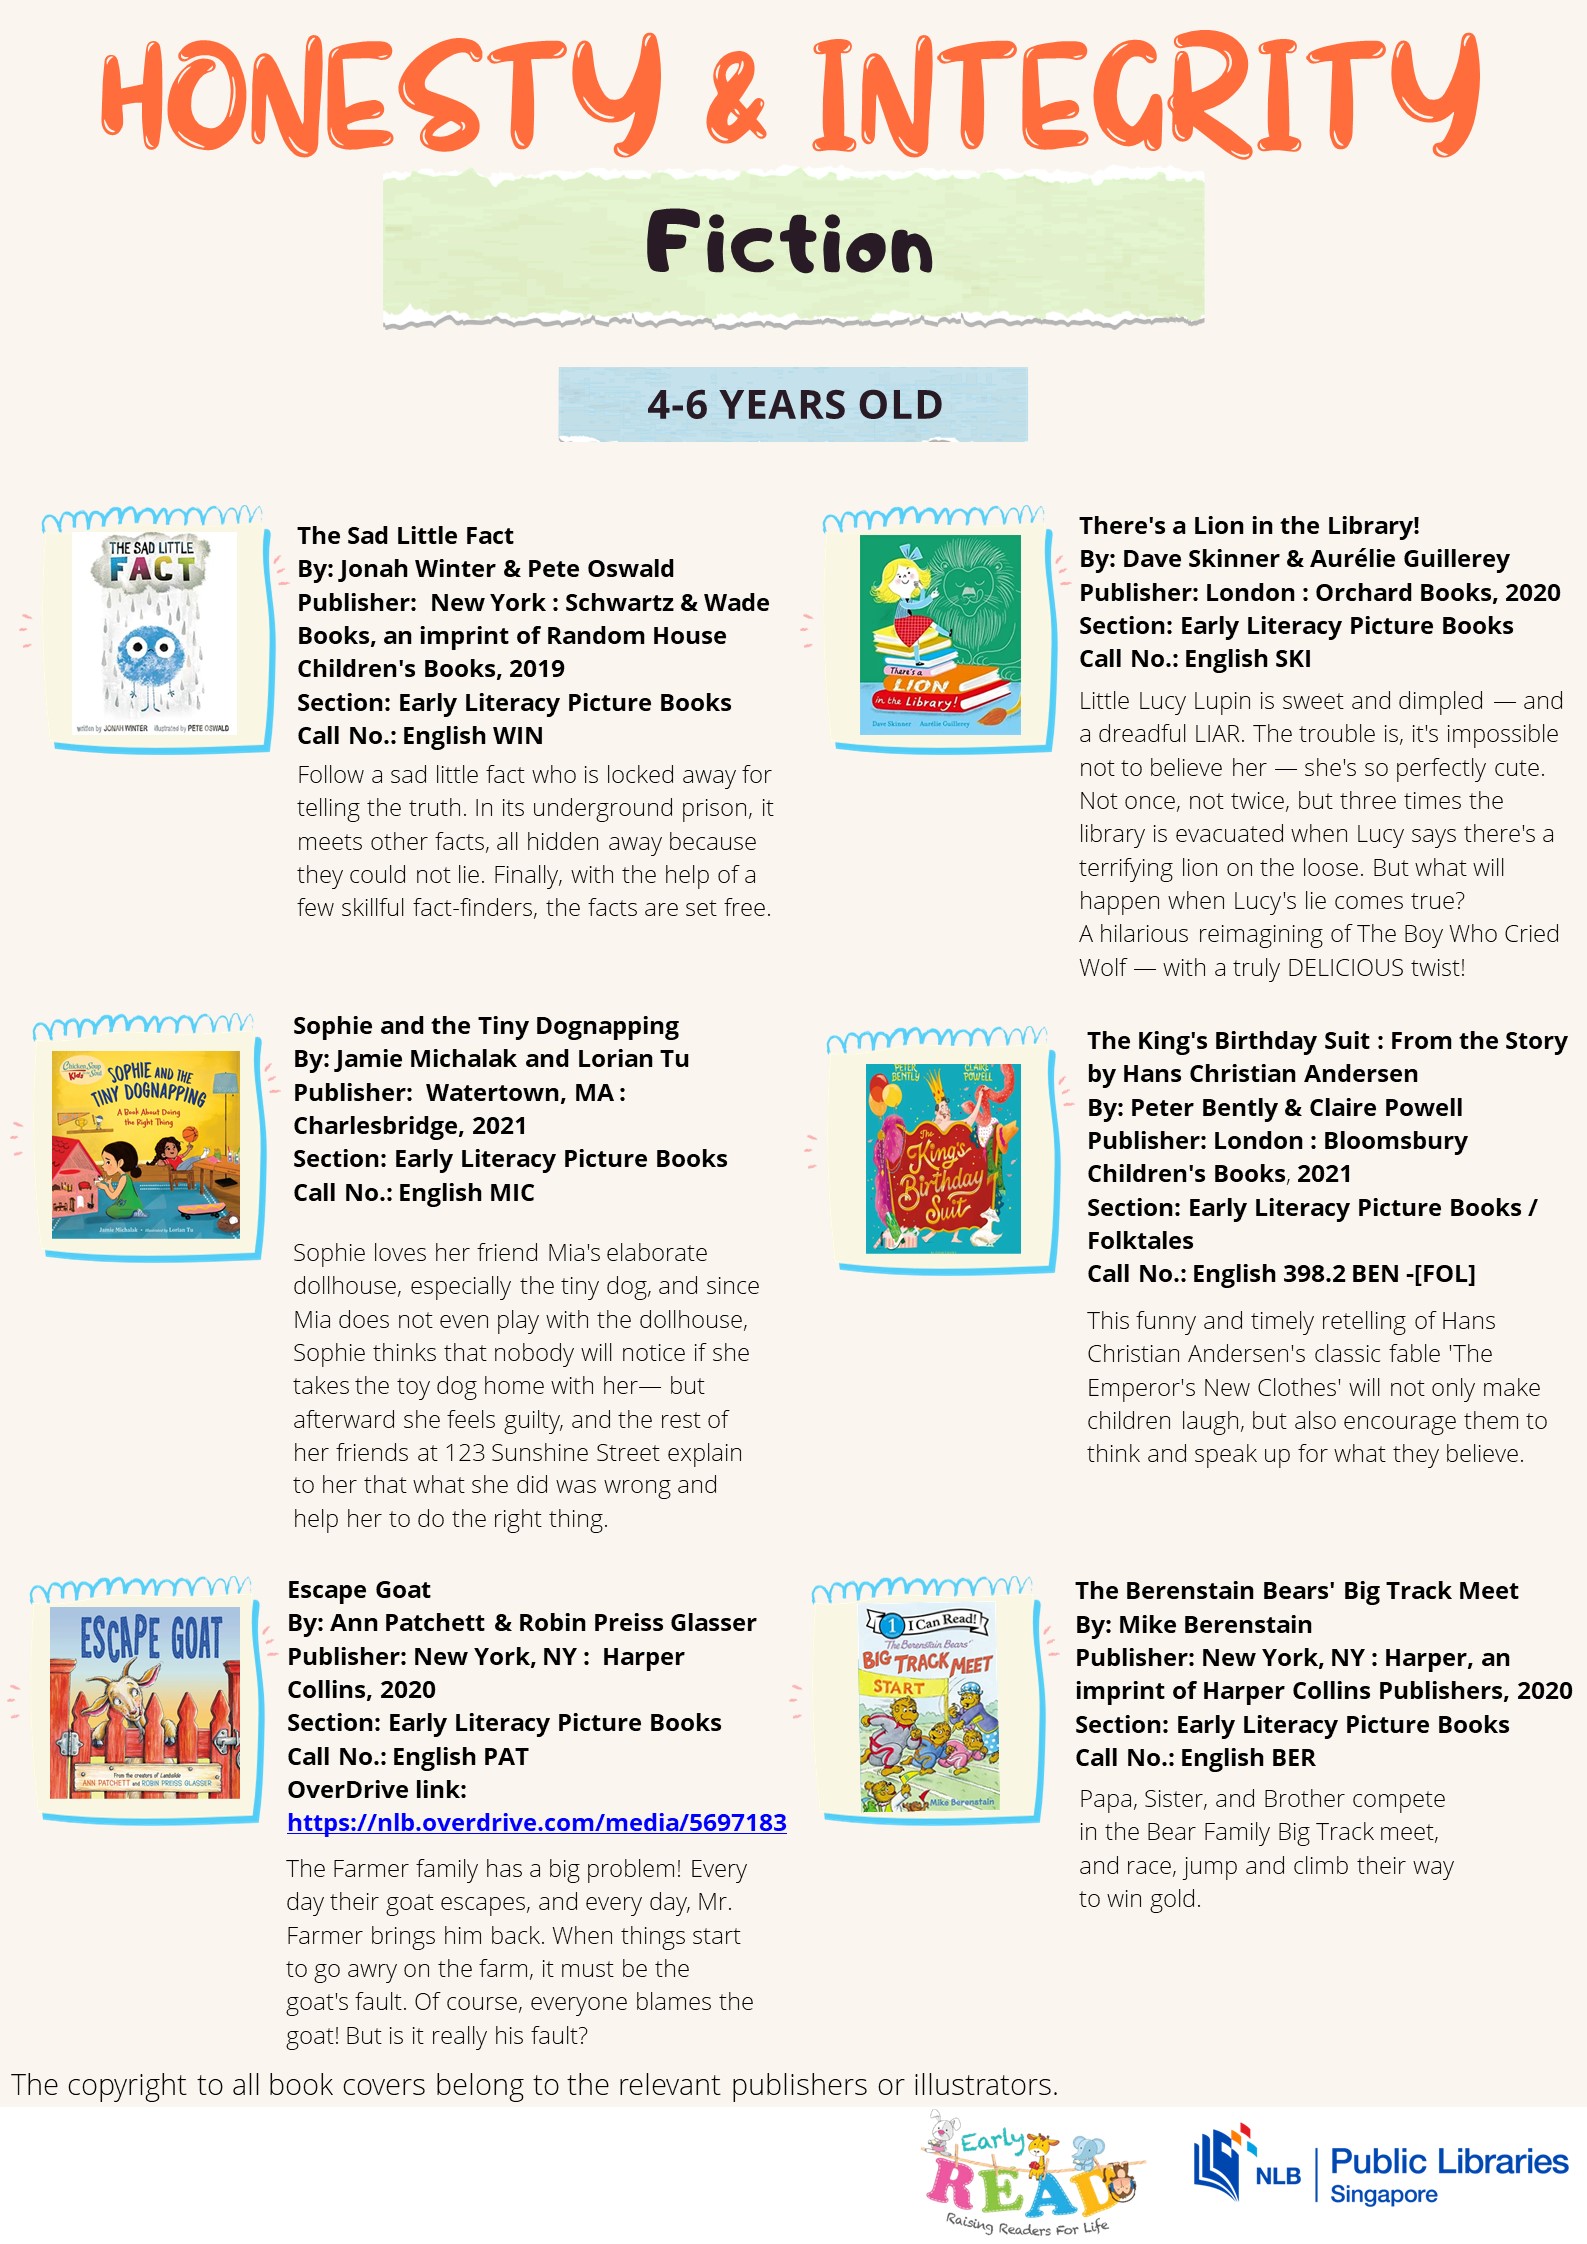 HONESTY & INTEGRITY
Fiction
4-6 YEARS OLD
THE SAD LITTLE
FACT
written by JONAH WINTER illustrated by PETE OSWALD
The Sad Little Fact
By: Jonah Winter & Pete Oswald
Publisher: New York : Schwartz & Wade
Books, an imprint of Random House
Children's Books, 2019
Section: Early Literacy Picture Books
Call No.: English WIN
Follow a sad little fact who is locked away for
telling the truth. In its underground prison, it
meets other facts, all hidden away because
they could not lie. Finally, with the help of a
few skillful fact-finders, the facts are set free.
There's a
LION
in the Library!
Dave Skinner Aurélie Guillerey
There's a Lion in the Library!
By: Dave Skinner & Aurélie Guillerey
Publisher: London : Orchard Books, 2020
Section: Early Literacy Picture Books
Call No.: English SKI
Little Lucy Lupin is sweet and dimpled — and
a dreadful LIAR. The trouble is, it's impossible
not to believe her — she's so perfectly cute.
Not once, not twice, but three times the
library is evacuated when Lucy says there's a
terrifying lion on the loose. But what will
happen when Lucy's lie comes true?
A hilarious reimagining of The Boy Who Cried
Wolf — with a truly DELICIOUS twist!
Chicken Soup
for the Soul
Kids
SOPHIE AND THE
TINY DOGNAPPING
A Book About Doing
the Right Thing
Jamie Michalak • Illustrated by Lorian Tu
Sophie and the Tiny Dognapping
By: Jamie Michalak and Lorian Tu
Publisher: Watertown, MA :
Charlesbridge, 2021
Section: Early Literacy Picture Books
Call No.: English MIC
Sophie loves her friend Mia's elaborate
dollhouse, especially the tiny dog, and since
Mia does not even play with the dollhouse,
Sophie thinks that nobody will notice if she
takes the toy dog home with her— but
afterward she feels guilty, and the rest of
her friends at 123 Sunshine Street explain
to her that what she did was wrong and
help her to do the right thing.
PETER BENTLY
CLAIRE POWELL
The
King's
Birthday
Suit
The King's Birthday Suit : From the Story
by Hans Christian Andersen
By: Peter Bently & Claire Powell
Publisher: London : Bloomsbury
Children's Books, 2021
Section: Early Literacy Picture Books /
Folktales
Call No.: English 398.2 BEN -[FOL]
This funny and timely retelling of Hans
Christian Andersen's classic fable 'The
Emperor's New Clothes' will not only make
children laugh, but also encourage them to
think and speak up for what they believe.
ESCAPE GOAT
From the creators of Lambslide
ANN PATCHETT and ROBIN PREISS GLASSER
Escape Goat
By: Ann Patchett & Robin Preiss Glasser
Publisher: New York, NY : Harper
Collins, 2020
Section: Early Literacy Picture Books
Call No.: English PAT
OverDrive link:
https://nlb.overdrive.com/media/5697183
The Farmer family has a big problem! Every
day their goat escapes, and every day, Mr.
Farmer brings him back. When things start
to go awry on the farm, it must be the
goat's fault. Of course, everyone blames the
goat! But is it really his fault?
1 I Can Read!
The Berenstain Bears'
BIG TRACK MEET
START
Mike Berenstain
The Berenstain Bears' Big Track Meet
By: Mike Berenstain
Publisher: New York, NY : Harper, an
imprint of Harper Collins Publishers, 2020
Section: Early Literacy Picture Books
Call No.: English BER
Papa, Sister, and Brother compete
in the Bear Family Big Track meet,
and race, jump and climb their way
to win gold.
The copyright to all book covers belong to the relevant publishers or illustrators.
Early
READ
Raising Readers For Life
NLB
Public Libraries
Singapore